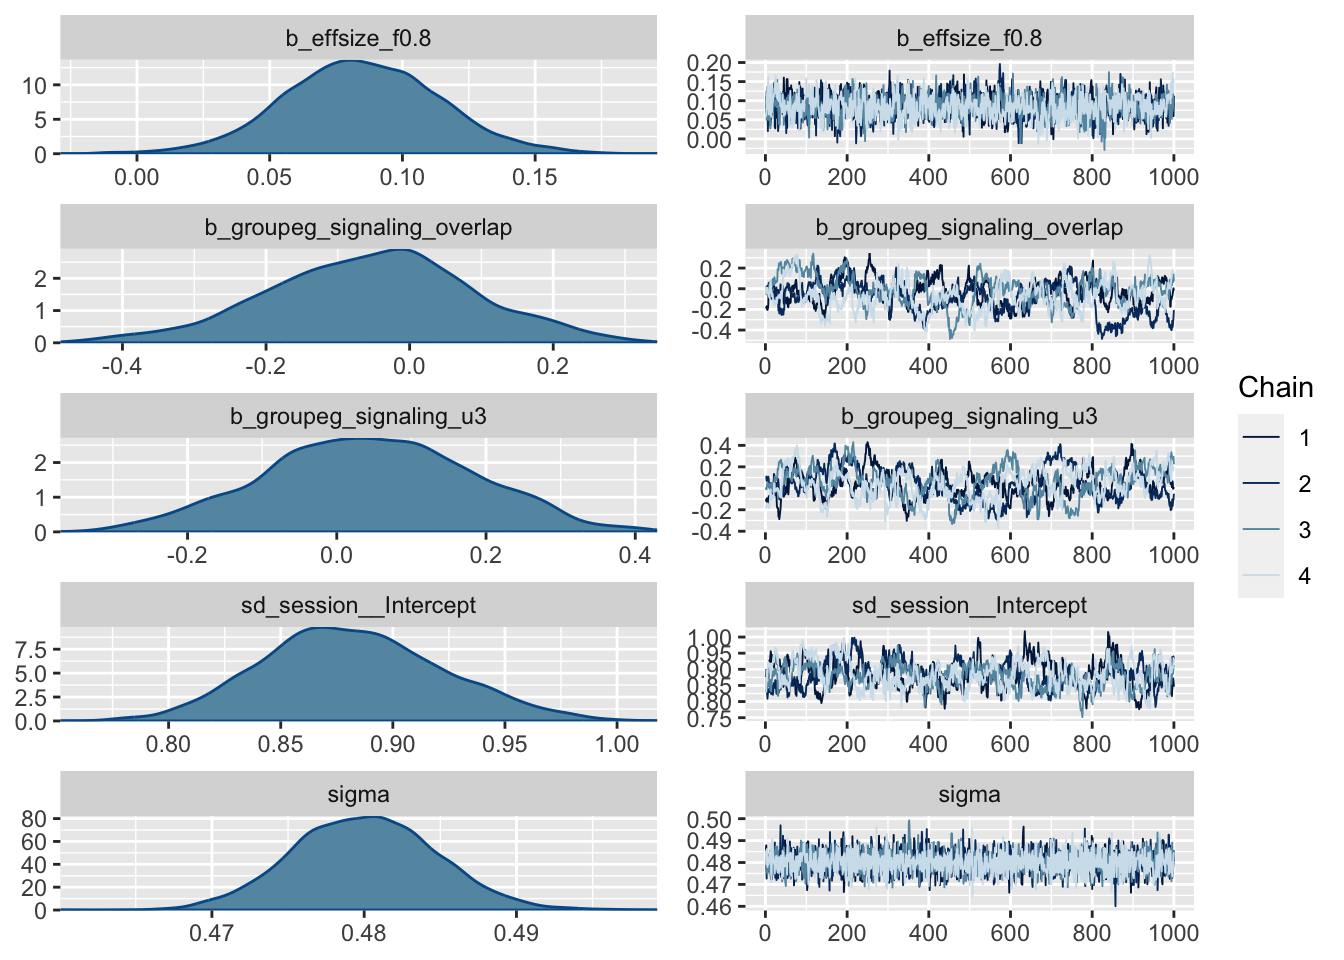 b_effsize_f0.8
10
5
0
0.00 0.05 0.10 0.15
b_effsize_f0.8
0.20
0.15
0.10
0.05
0.00
0 200 400 600 800 1000
b_groupeg_signaling_overlap
2
1
0
-0.4 -0.2 0.0 0.2
b_groupeg_signaling_overlap
0.2
0.0
-0.2
-0.4
0 200 400 600 800 1000
b_groupeg_signaling_u3
2
1
0
-0.2 0.0 0.2 0.4
b_groupeg_signaling_u3
0.4
0.2
0.0
-0.2
-0.4
0 200 400 600 800 1000
sd_session__Intercept
7.5
5.0
2.5
0.0
0.80 0.85 0.90 0.95 1.00
sd_session__Intercept
1.00
0.95
0.90
0.85
0.80
0.75
0 200 400 600 800 1000
sigma
80
60
40
20
0
0.47 0.48 0.49
sigma
0.50
0.49
0.48
0.47
0.46
0 200 400 600 800 1000
Chain
1
2
3
4